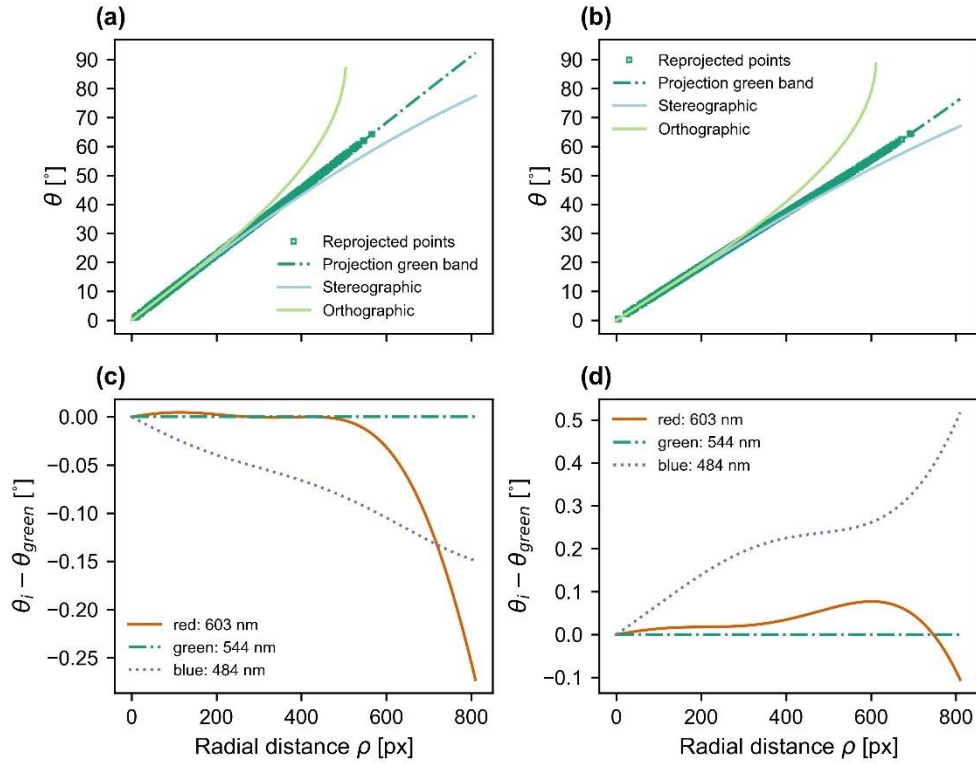 (a)
90
80
70
60
50
40
30
20
10
0
θ [°]
Reprojected points
Projection green band
Stereographic
Orthographic
(b)
90
80
70
60
50
40
30
20
10
0
θ [°]
Reprojected points
Projection green band
Stereographic
Orthographic
(c)
0.00
−0.05
−0.10
−0.15
−0.20
−0.25
θi − θgreen [°]
red: 603 nm
green: 544 nm
blue: 484 nm
0 200 400 600 800
Radial distance ρ [px]
(d)
0.5
0.4
0.3
0.2
0.1
0.0
−0.1
θi − θgreen [°]
red: 603 nm
green: 544 nm
blue: 484 nm
0 200 400 600 800
Radial distance ρ [px]